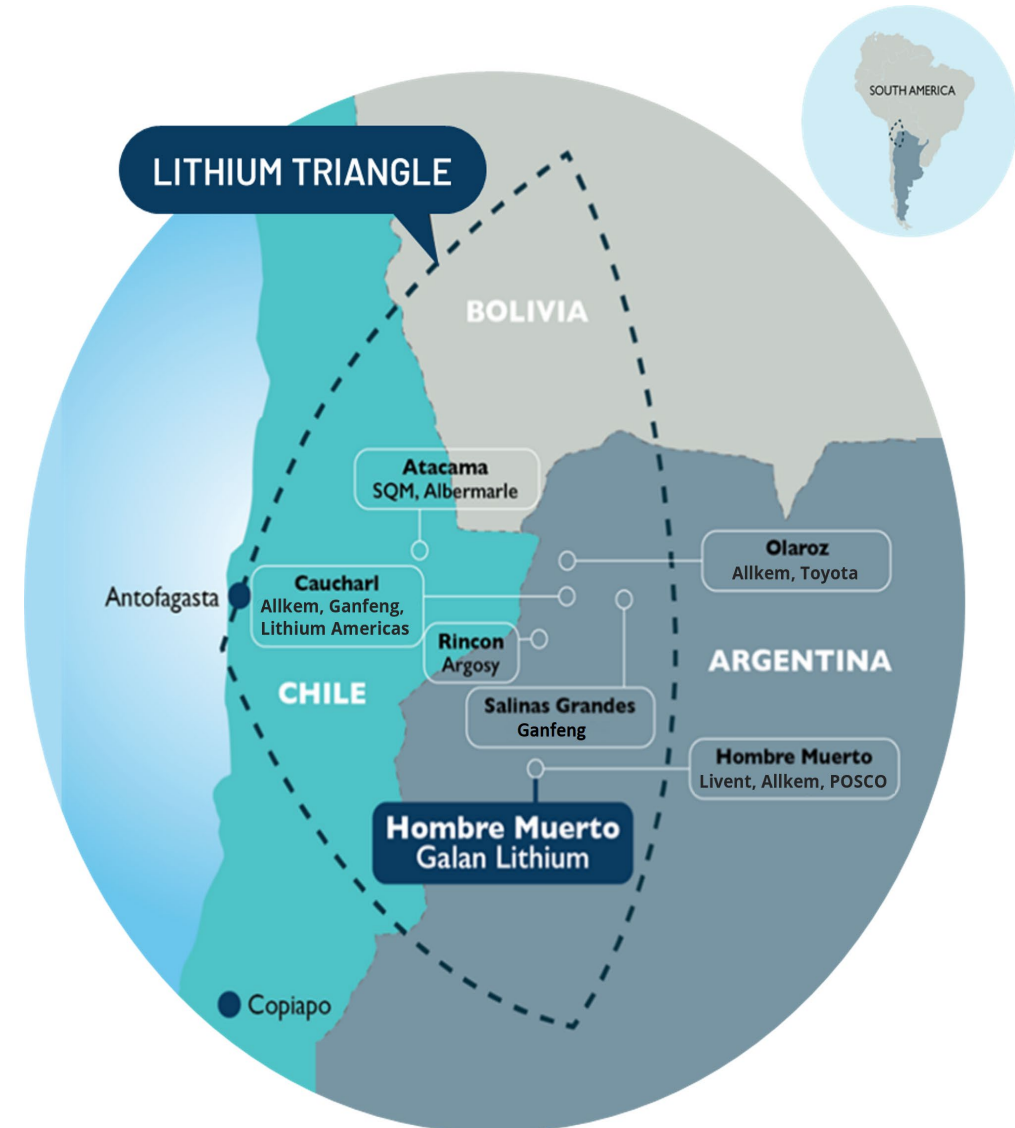 SOUTH AMERICA
LITHIUM TRIANGLE
BOLIVIA
Atacama
SQM, Albermarle
Olaroz
Allkem, Toyota
Antofagasta
Caucharl
Allkem, Ganfeng,
Lithium Americas
Rincon
Argosy
ARGENTINA
CHILE
Salinas Grandes
Ganfeng
Hombre Muerto
Livent, Allkem, POSCO
Hombre Muerto
Galan Lithium
Copiapo